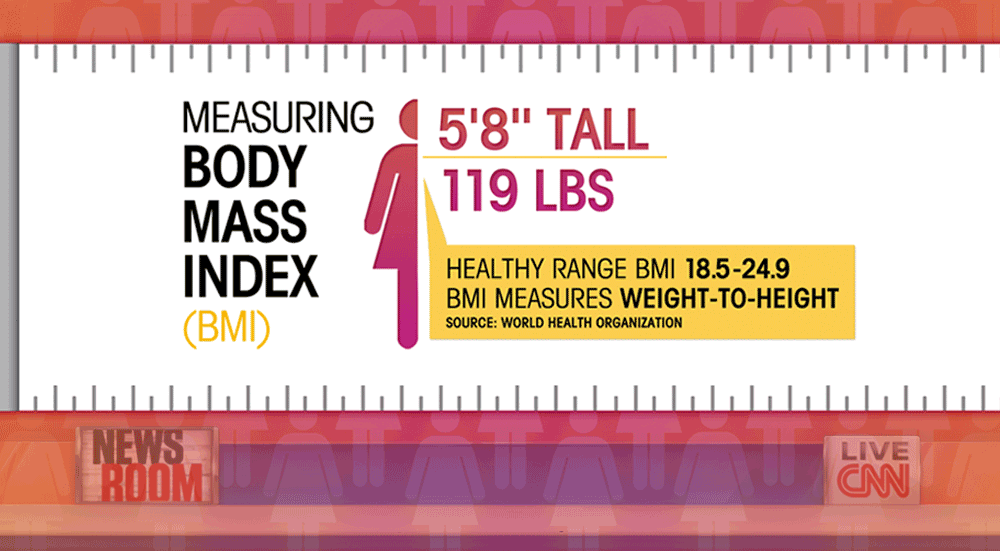 MEASURING
BODY
MASS
INDEX
(BMI)
5'8" TALL
119 LBS
HEALTHY RANGE BMI 18.5-24.9
BMI MEASURES WEIGHT-TO-HEIGHT
SOURCE: WORLD HEALTH ORGANIZATION
NEWS
ROOM
LIVE
CNN